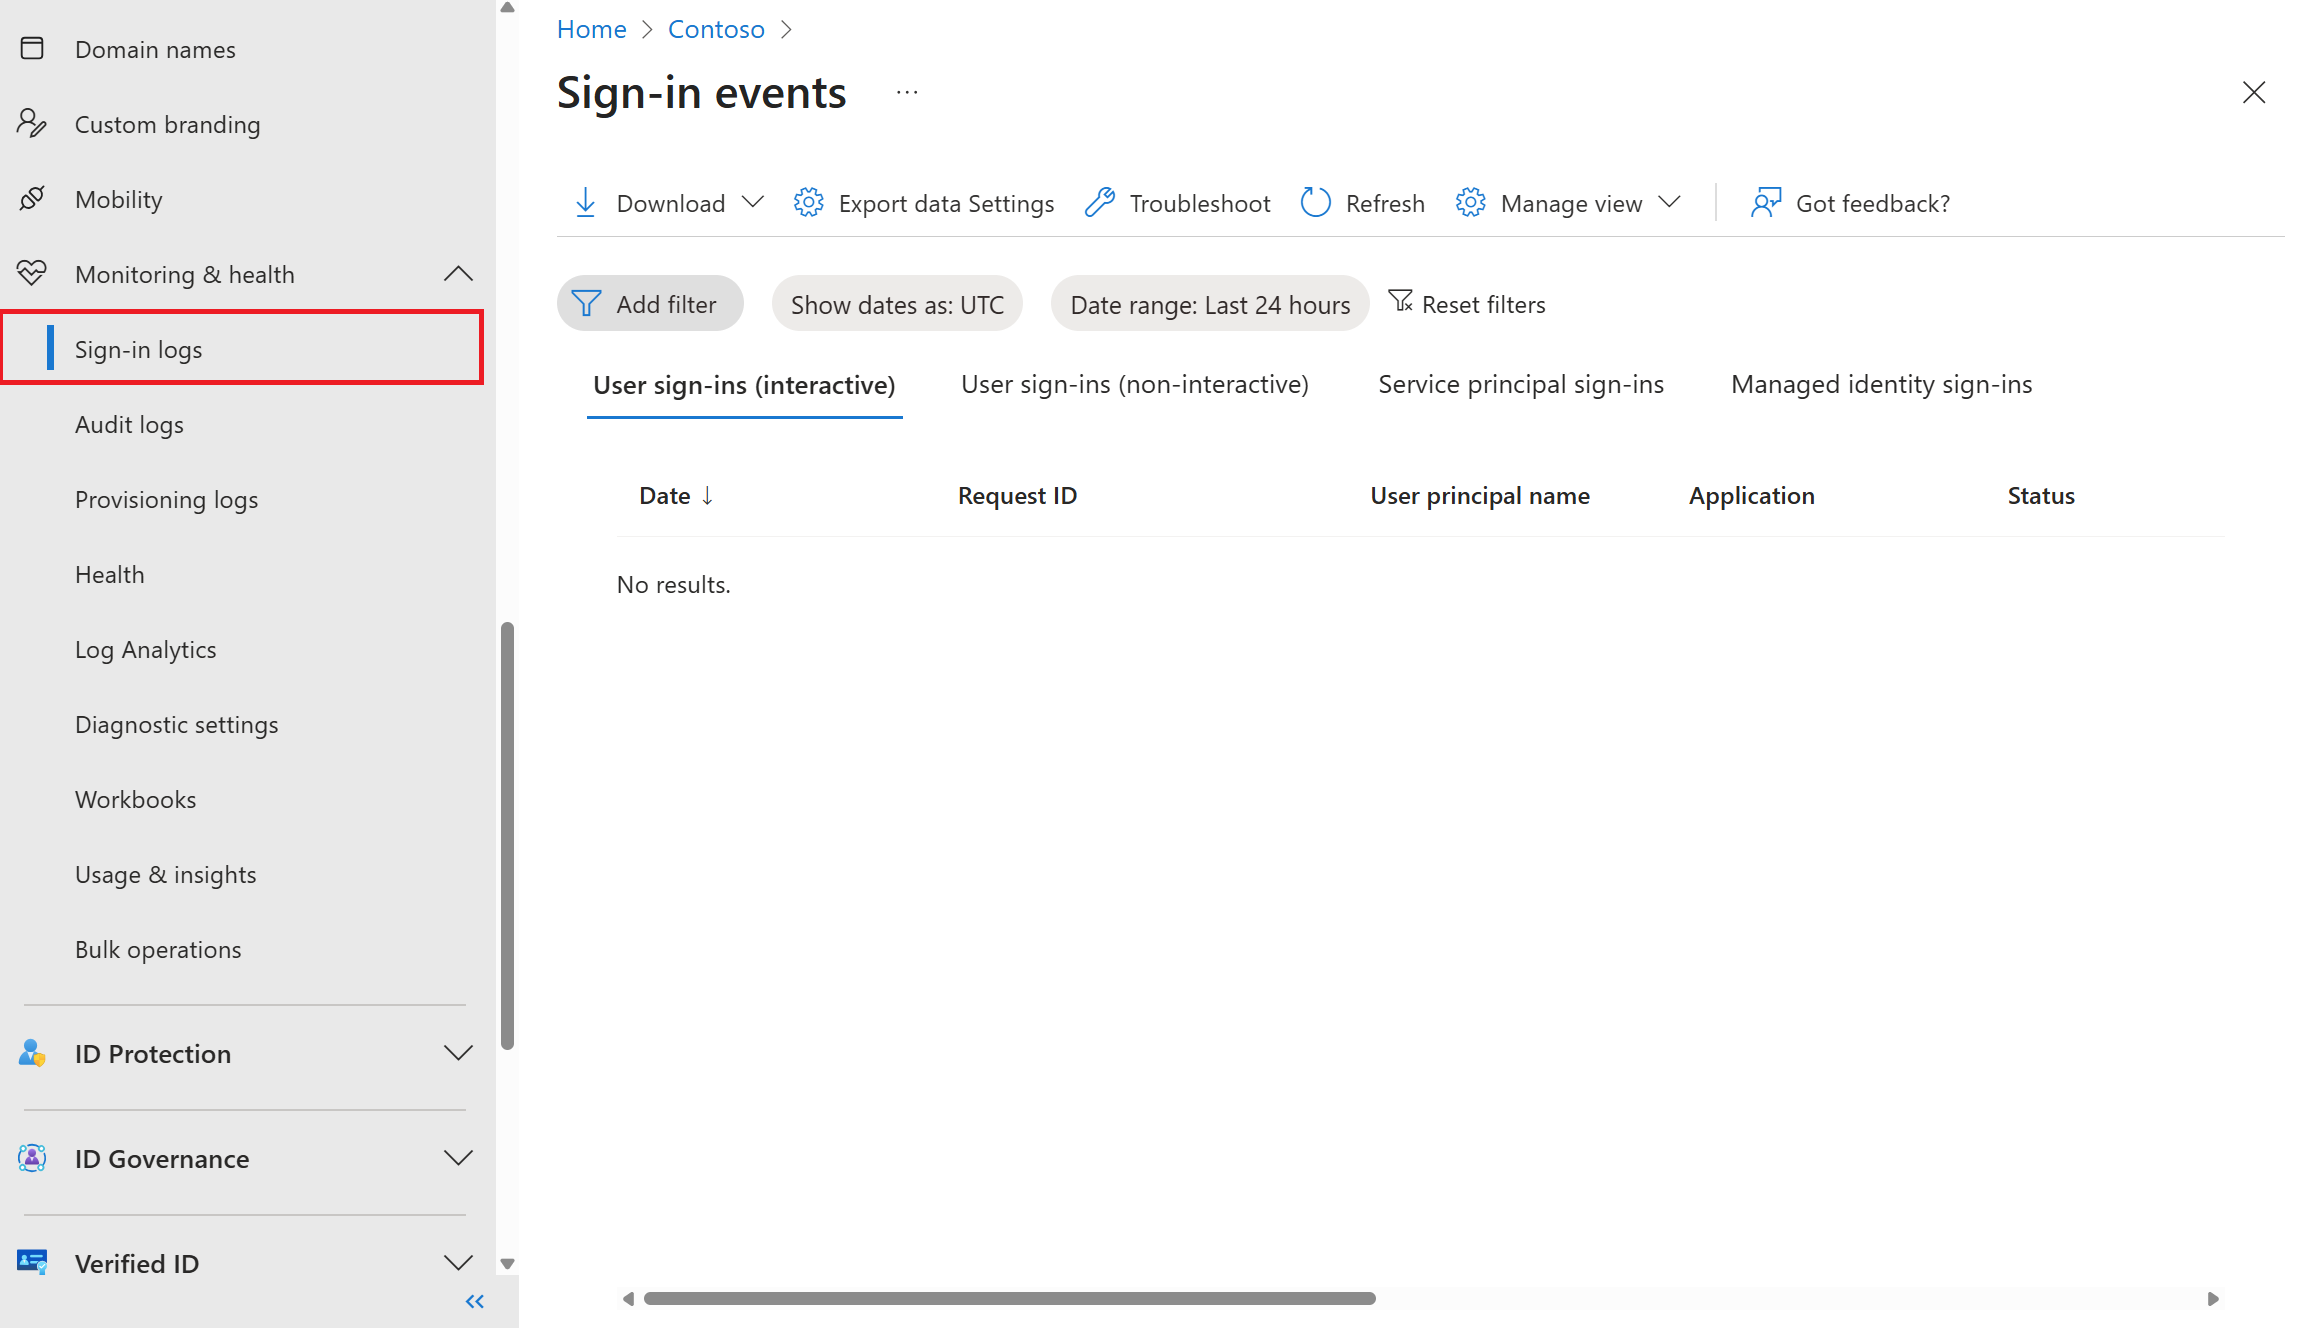 Domain names
Custom branding
Mobility
Monitoring & health
Sign-in logs
Audit logs
Provisioning logs
Health
Log Analytics
Diagnostic settings
Workbooks
Usage & insights
Bulk operations
ID Protection
ID Governance
Verified ID
Home > Contoso >
Sign-in events ...
Download Export data Settings Troubleshoot Refresh Manage view Got feedback?
Add filter Show dates as: UTC Date range: Last 24 hours Reset filters
User sign-ins (interactive) User sign-ins (non-interactive) Service principal sign-ins Managed identity sign-ins
Date ↓ Request ID User principal name Application Status
No results.